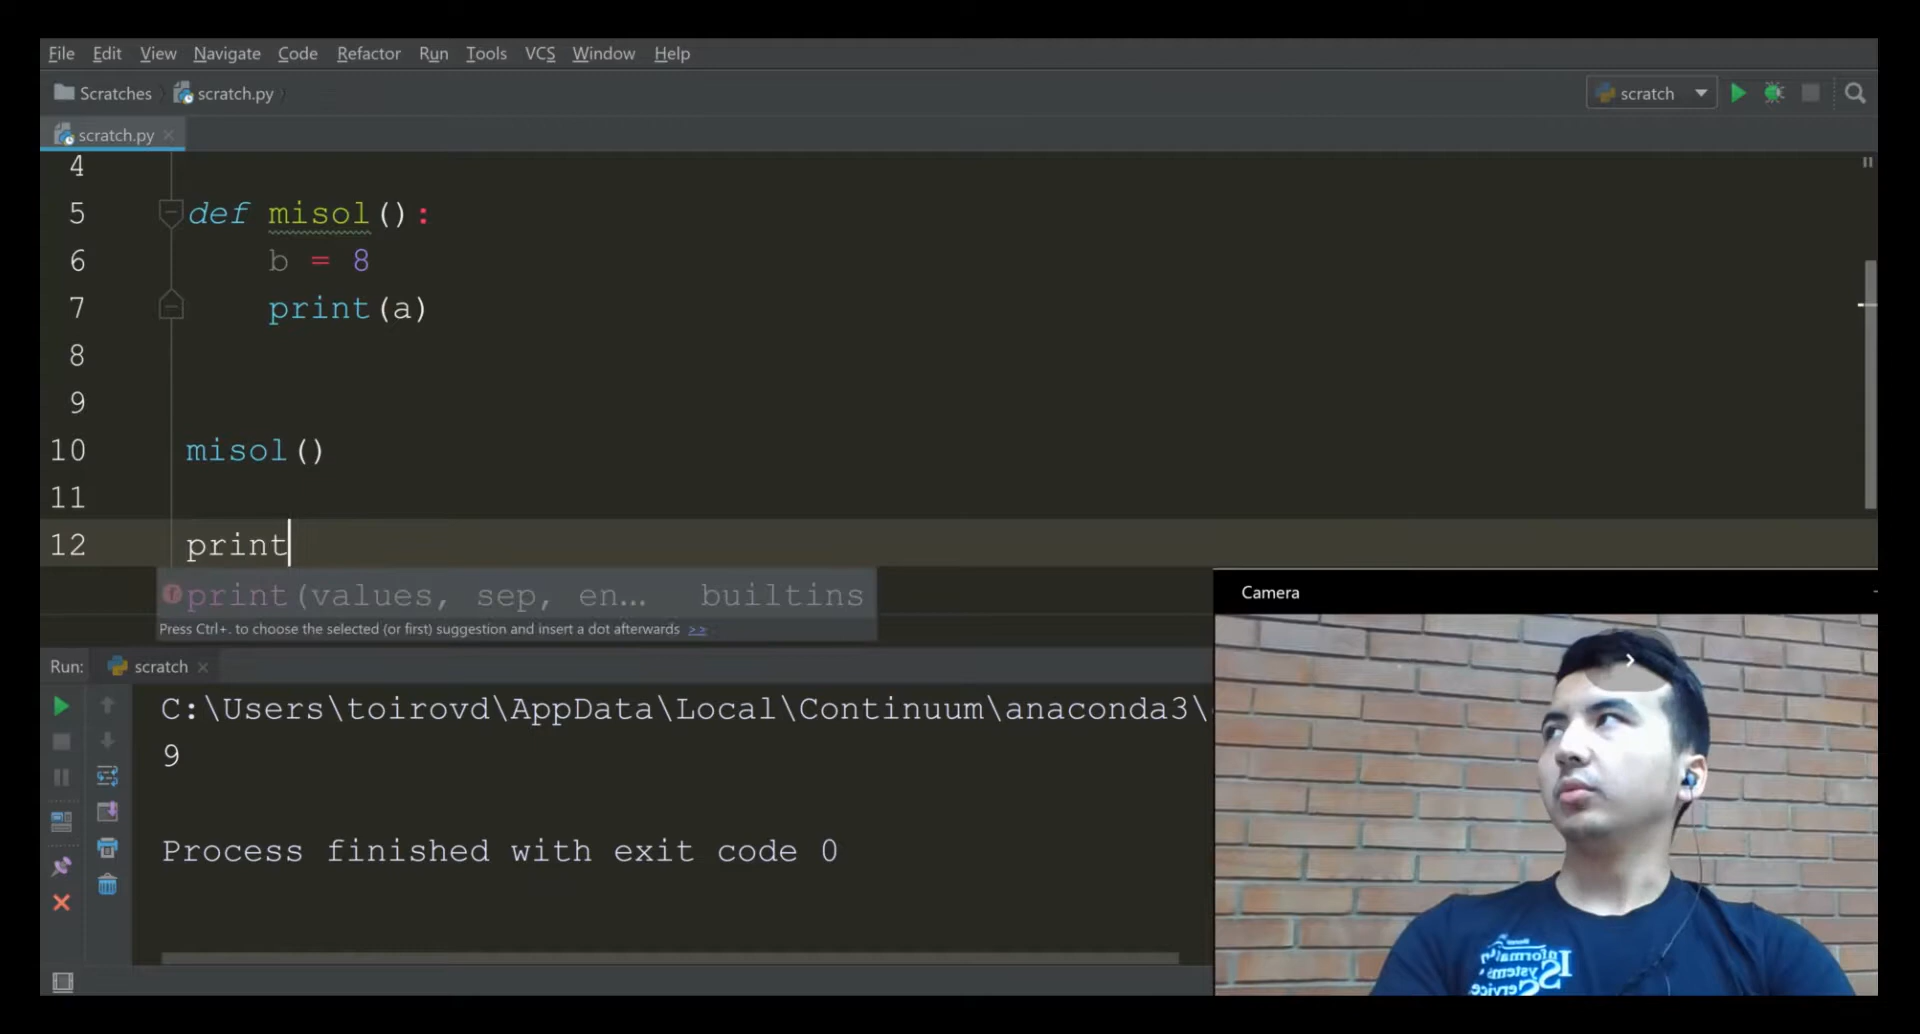 File Edit View Navigate Code Refactor Run Tools VCS Window Help
Scratches scratch.py scratch
scratch.py
4
5 def misol():
6 b = 8
7 print(a)
8
9
10 misol()
11
12 print
print(values, sep, en... builtins
Press Ctrl+. to choose the selected (or first) suggestion and insert a dot afterwards >>
Camera
Run: scratch
C:\Users\toirovd\AppData\Local\Continuum\anaconda3\
9
Process finished with exit code 0
Informat
Systems
Service